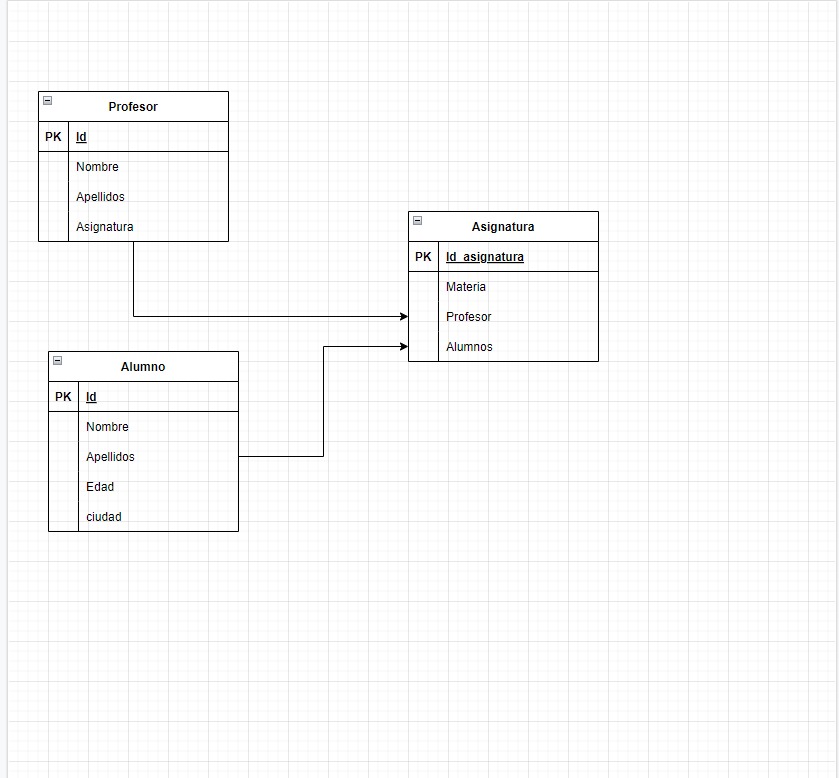 Profesor
PK Id
Nombre
Apellidos
Asignatura
Asignatura
PK Id_asignatura
Materia
Profesor
Alumnos
Alumno
PK Id
Nombre
Apellidos
Edad
ciudad